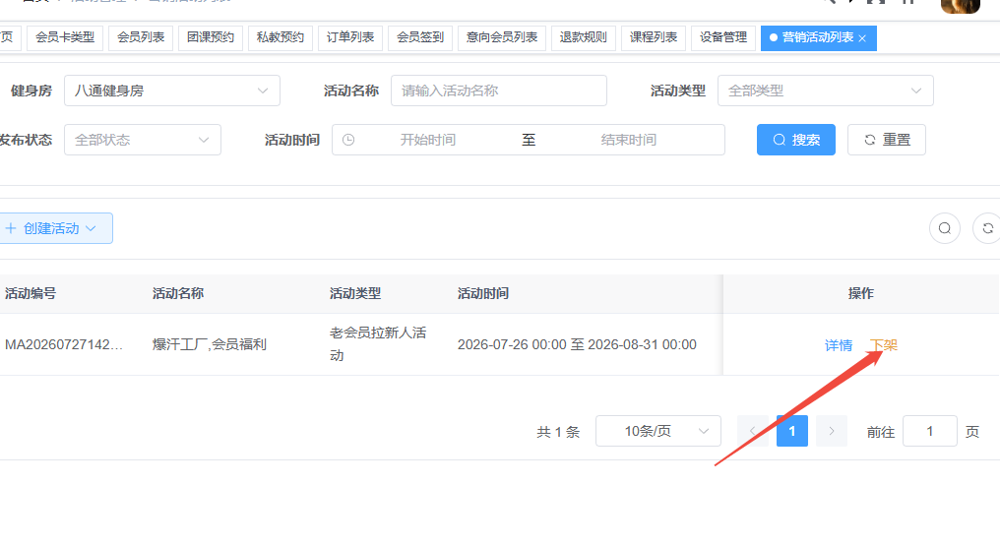 页 会员卡类型 会员列表 团课预约 私教预约 订单列表 会员签到 意向会员列表 退款规则 课程列表 设备管理 营销活动列表 ×
健身房 八通健身房 活动名称 请输入活动名称 活动类型 全部类型
发布状态 全部状态 活动时间 开始时间 至 结束时间 搜索 重置
+ 创建活动
活动编号 活动名称 活动类型 活动时间 操作
MA20260727142... 爆汗工厂,会员福利 老会员拉新人活
动 2026-07-26 00:00 至 2026-08-31 00:00 详情 下架
共 1 条 10条/页 1 前往 1 页